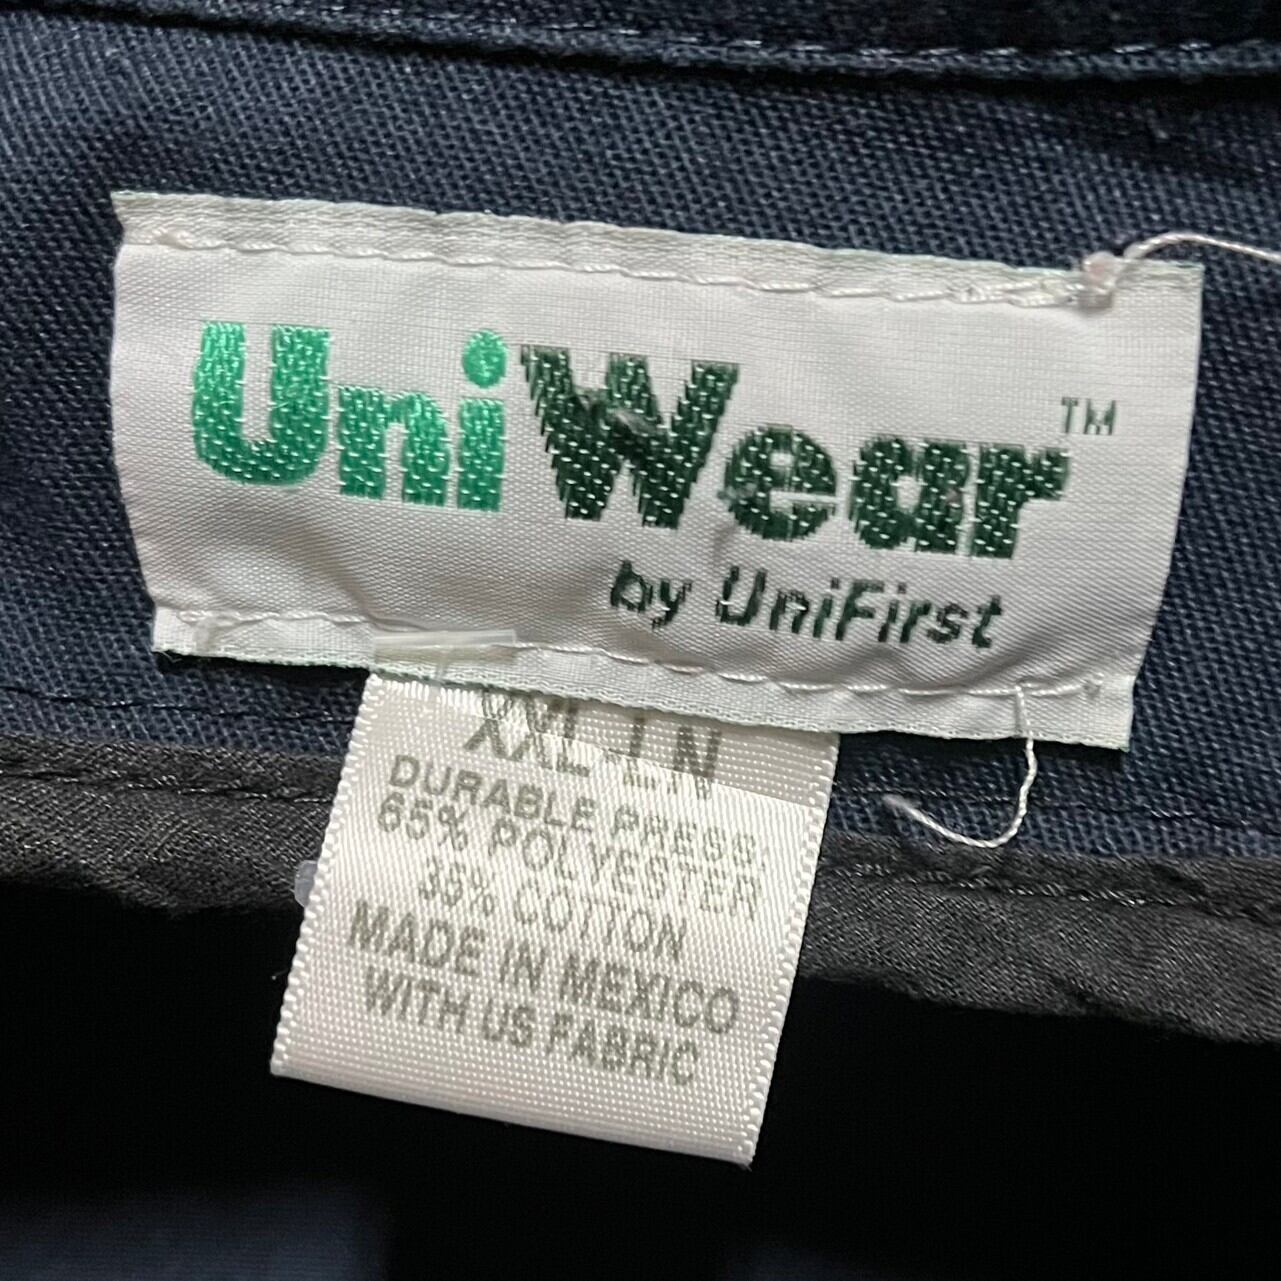 UniWear™
by UniFirst
XXL-LN
DURABLE PRESS
65% POLYESTER
35% COTTON
MADE IN MEXICO
WITH US FABRIC